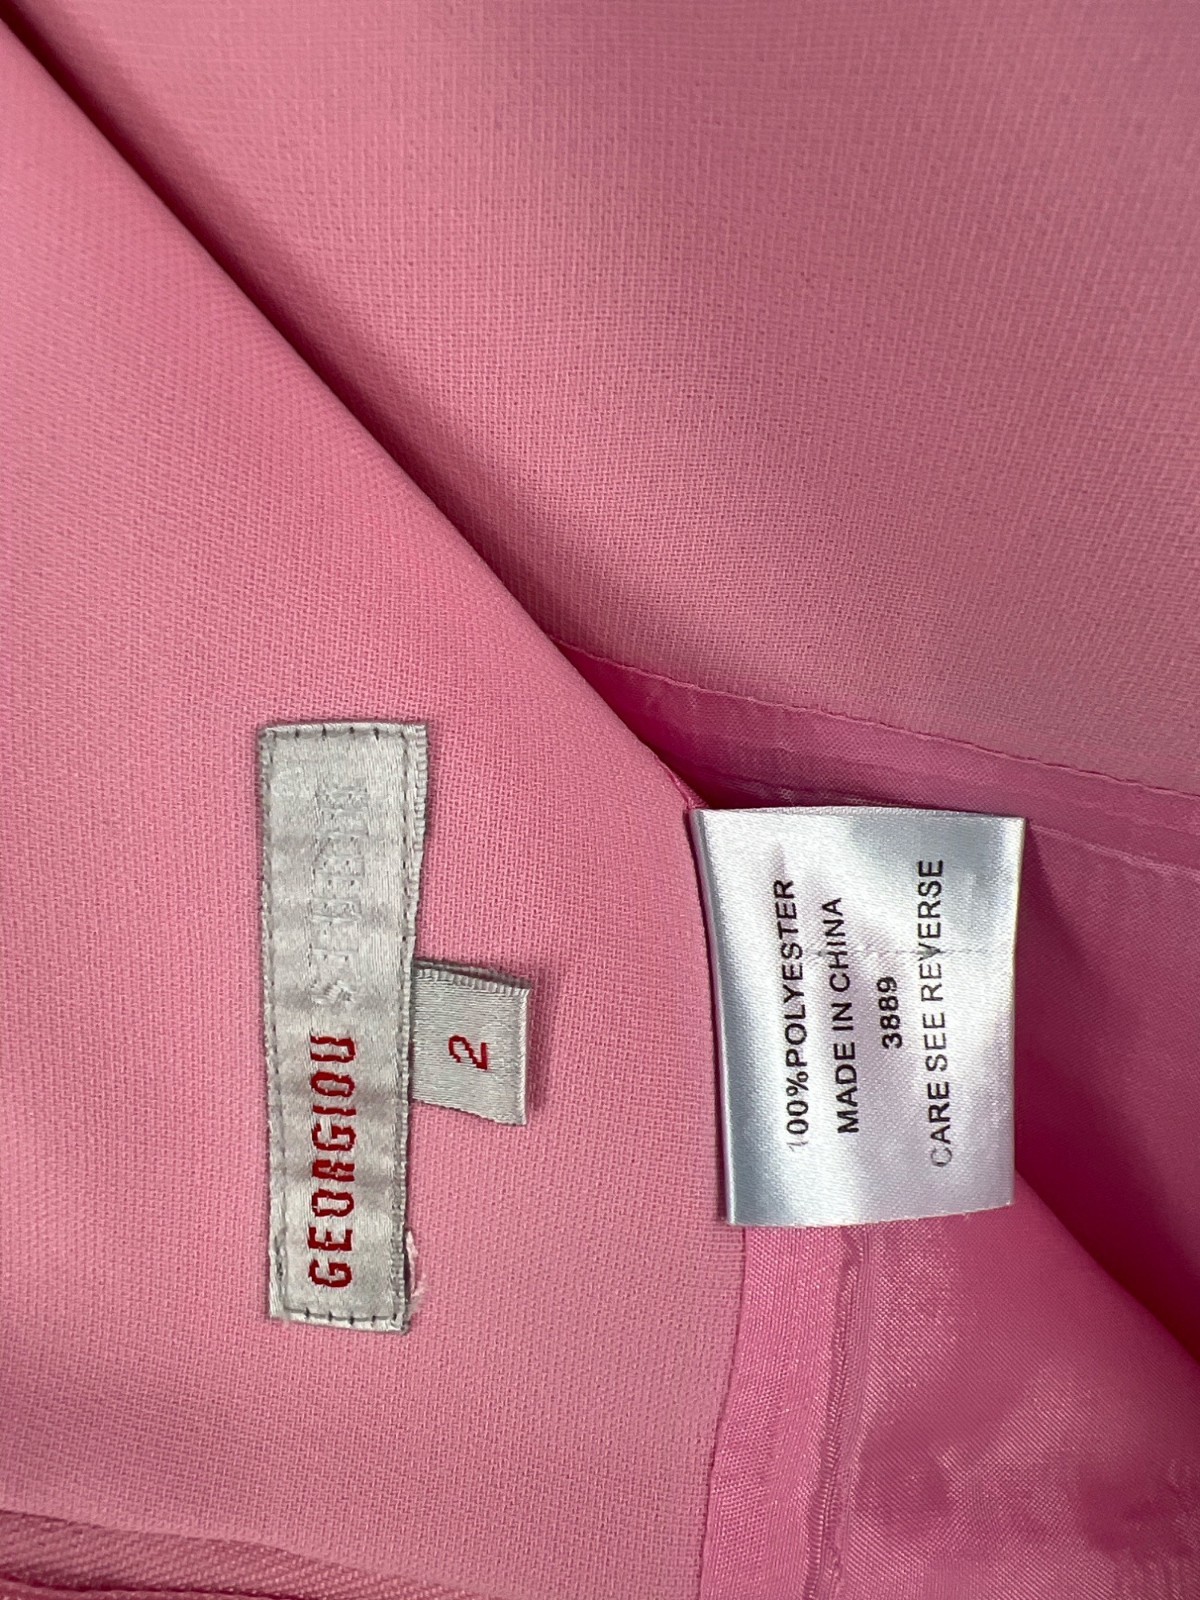 GEORGIOU STUDIO
2
100%POLYESTER
MADE IN CHINA
3889
CARE SEE REVERSE